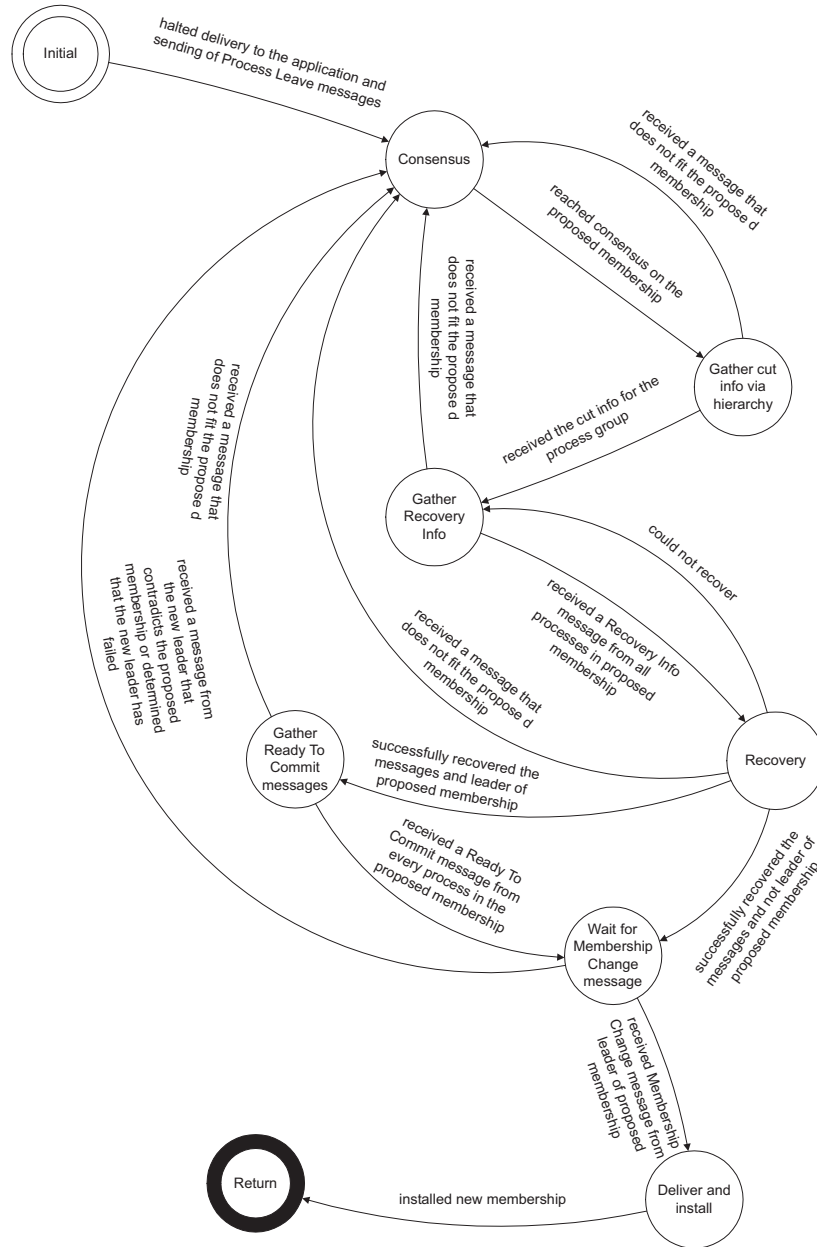 Initial
halted delivery to the application and
sending of Process Leave messages
Consensus
received a message that
does not fit the propose d
membership
reached consensus on the
proposed membership
received a message that
does not fit the propose d
membership
Gather cut
info via
hierarchy
received the cut info for the
process group
received a message that
does not fit the propose d
membership
Gather
Recovery
Info
could not recover
received a Recovery Info
message from all
processes in proposed
membership
received a message from
the new leader that
contradicts the proposed
membership or determined
that the new leader has
failed
received a message that
does not fit the propose d
membership
Gather
Ready To
Commit
messages
successfully recovered the
messages and leader of
proposed membership
Recovery
received a Ready To
Commit message from
every process in the
proposed membership
successfully recovered the
messages and not leader of
proposed membership
Wait for
Membership
Change
message
received Membership
Change message from
leader of proposed
membership
Return
installed new membership
Deliver and
install